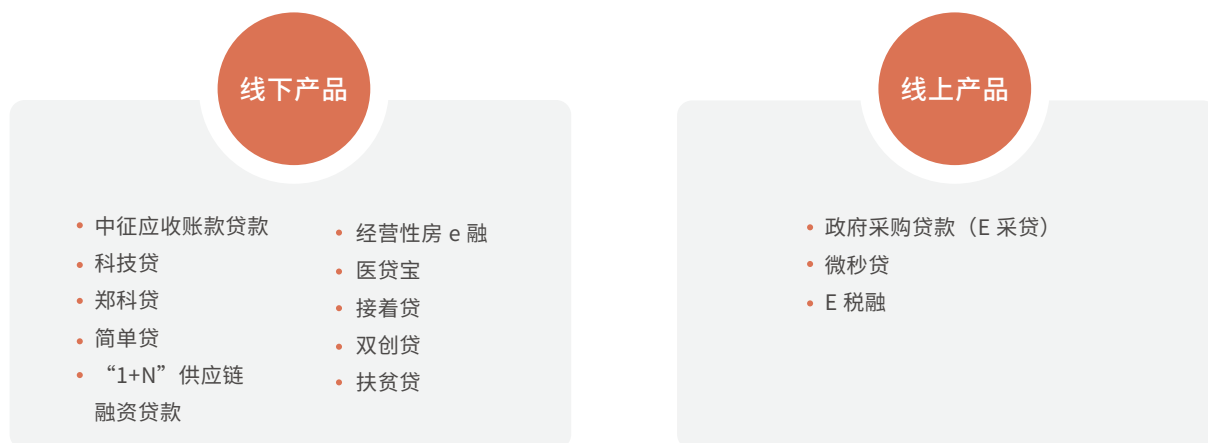 线下产品
中征应收账款贷款
科技贷
郑科贷
简单贷
“1+N”供应链
融资贷款
经营性房 e 融
医贷宝
接着贷
双创贷
扶贫贷
线上产品
政府采购贷款（E 采贷）
微秒贷
E 税融